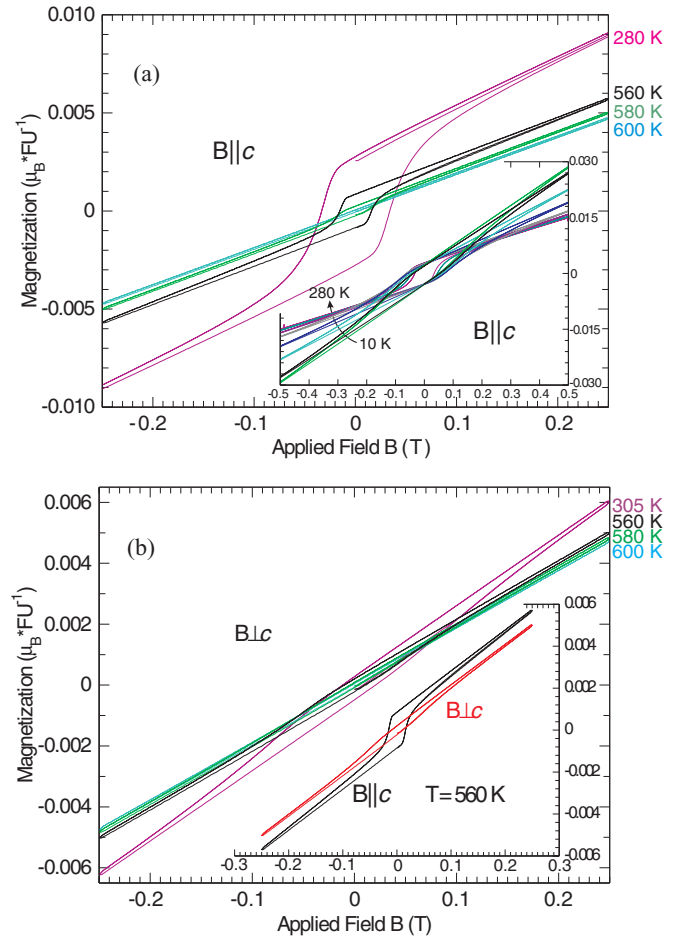 (a)
B||c
280 K
560 K
580 K
600 K
0.010
0.005
0
-0.005
-0.010
Magnetization (μB*FU-1)
-0.2
-0.1
0
0.1
0.2
Applied Field B (T)
0.030
0.015
0
-0.015
-0.030
280 K
10 K
B||c
-0.5
-0.4
-0.3
-0.2
-0.1
0
0.1
0.2
0.3
0.4
0.5
(b)
B⊥c
305 K
560 K
580 K
600 K
0.006
0.004
0.002
0
-0.002
-0.004
-0.006
Magnetization (μB*FU-1)
-0.2
-0.1
0
0.1
0.2
Applied Field B (T)
0.006
0.004
0.002
0
-0.002
-0.004
-0.006
B⊥c
B||c
T=560 K
-0.3
-0.2
-0.1
0
0.1
0.2
0.3